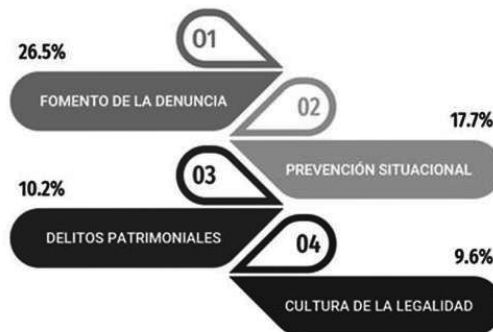 01
26.5%
FOMENTO DE LA DENUNCIA
02
17.7%
PREVENCIÓN SITUACIONAL
03
10.2%
DELITOS PATRIMONIALES
04
9.6%
CULTURA DE LA LEGALIDAD